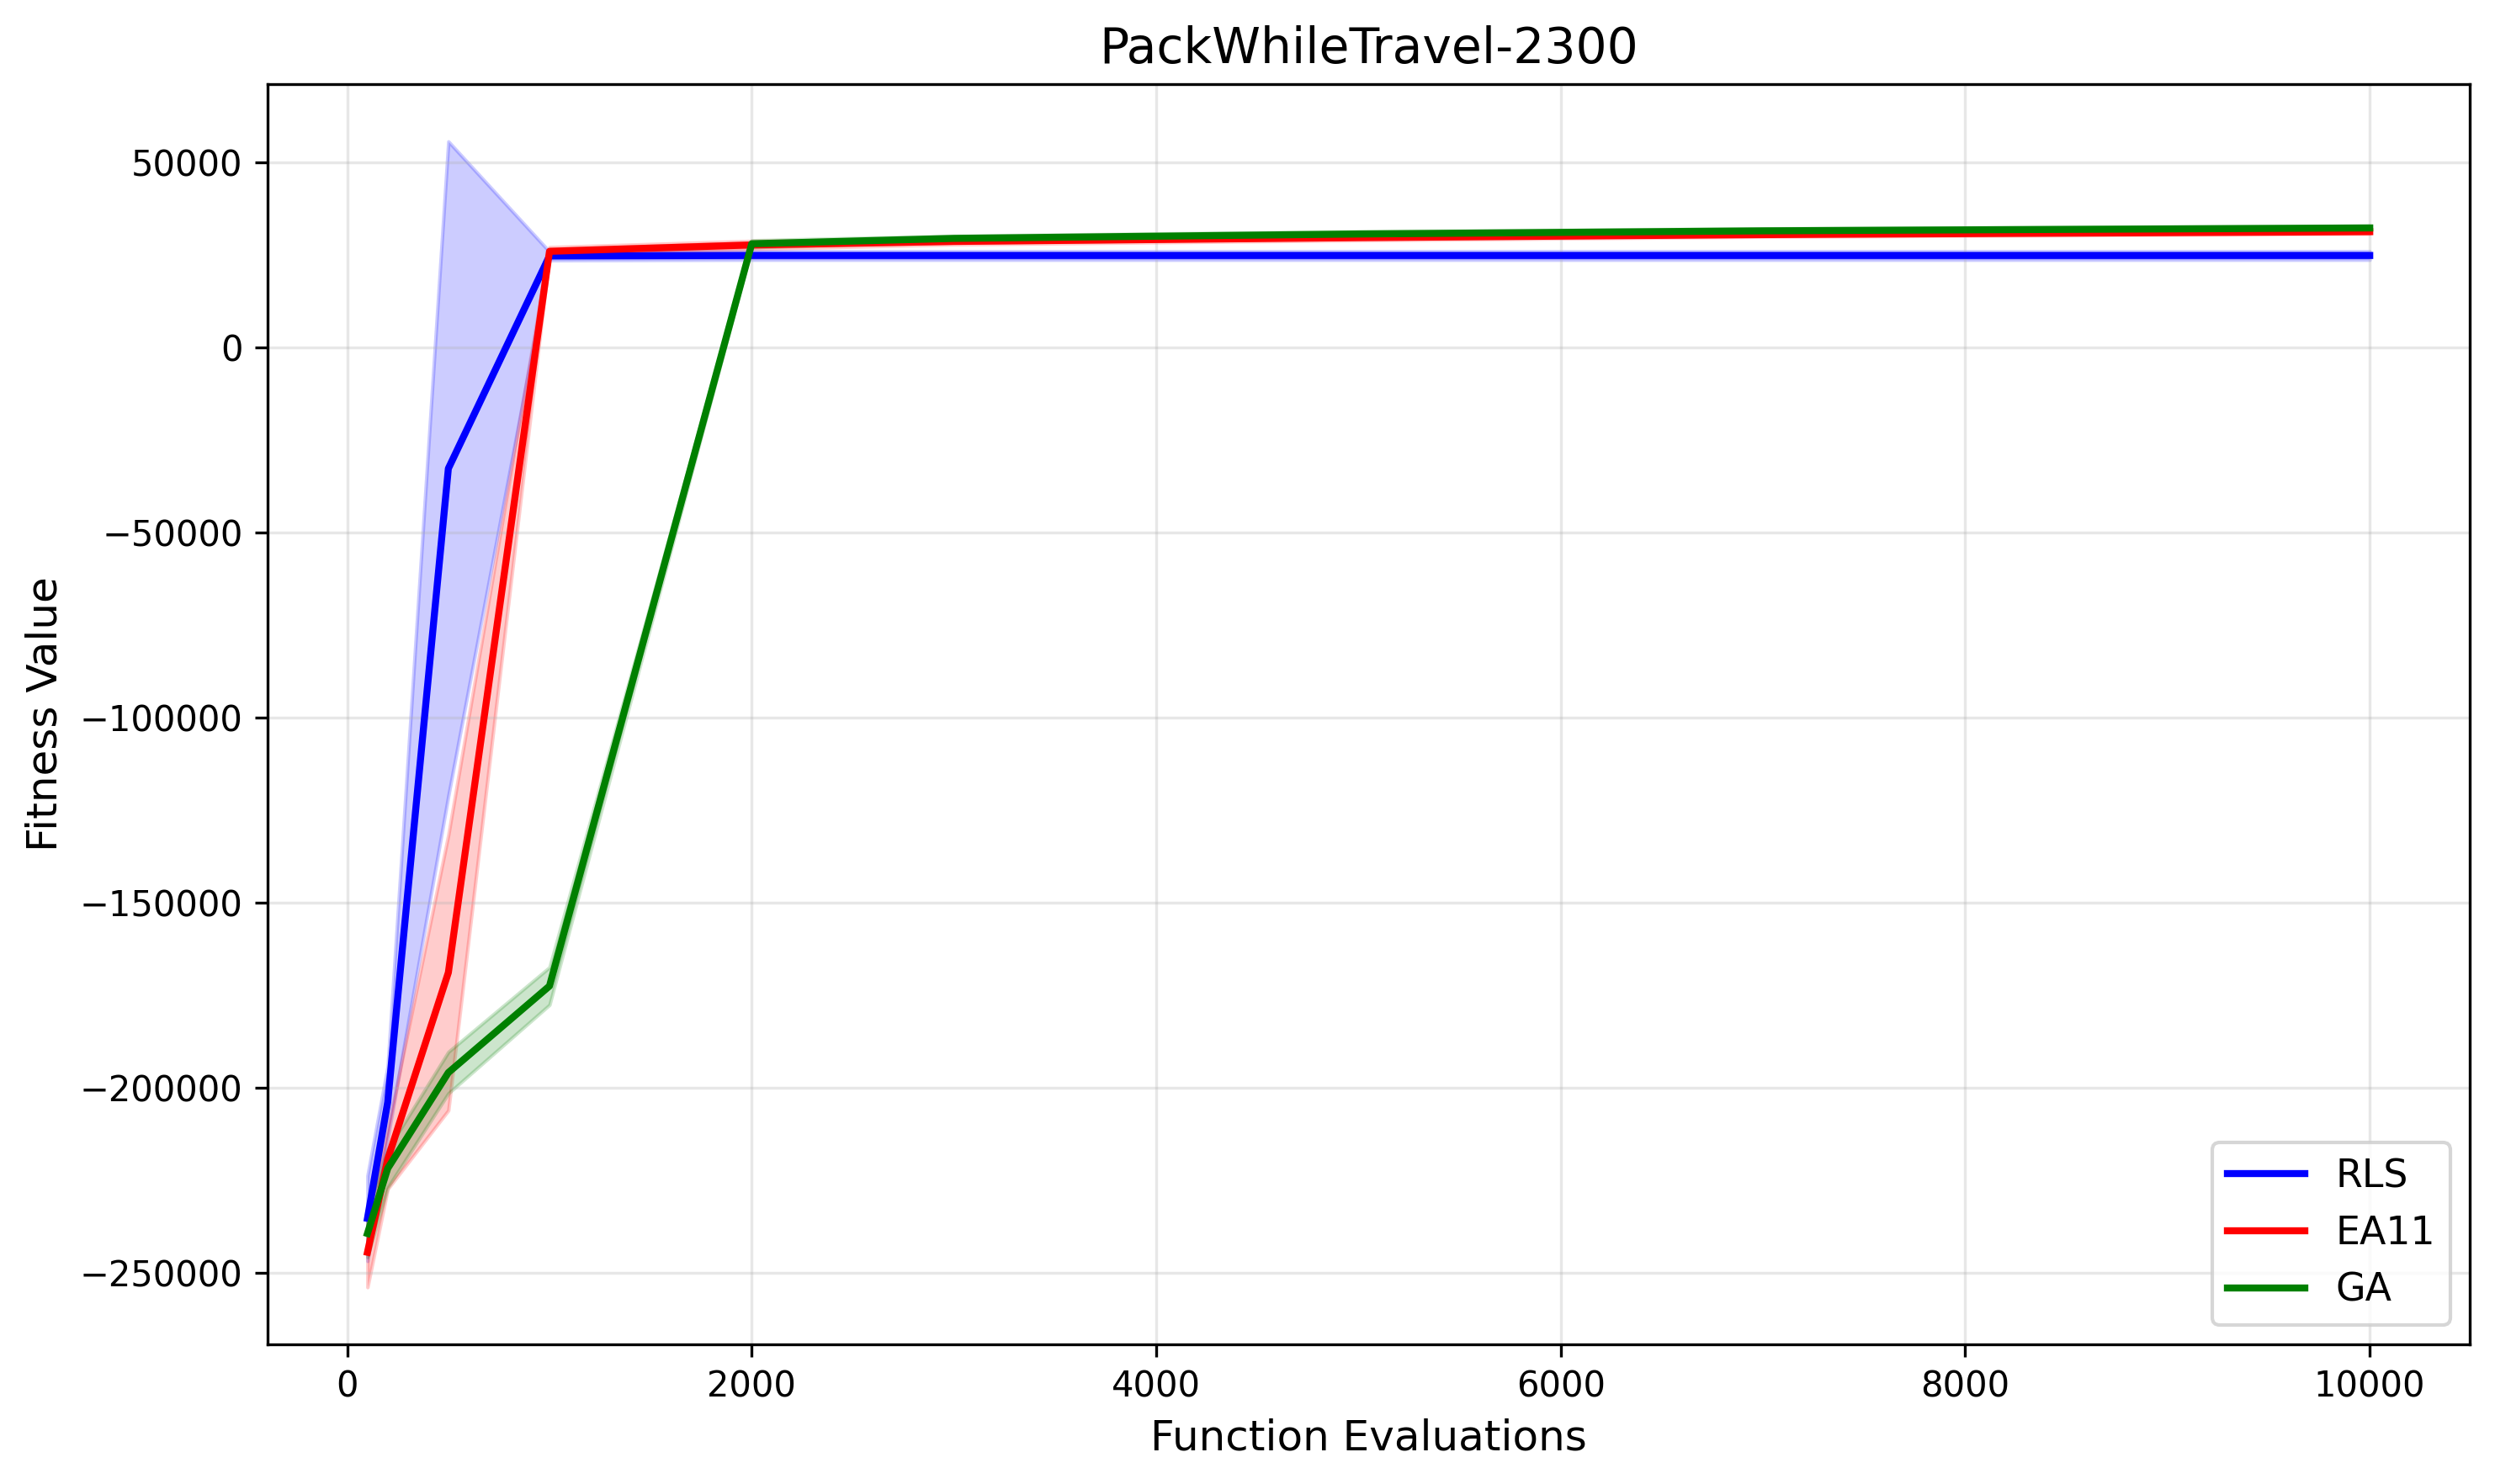 PackWhileTravel-2300
Fitness Value
50000
0
−50000
−100000
−150000
−200000
−250000
0 2000 4000 6000 8000 10000
Function Evaluations
RLS
EA11
GA